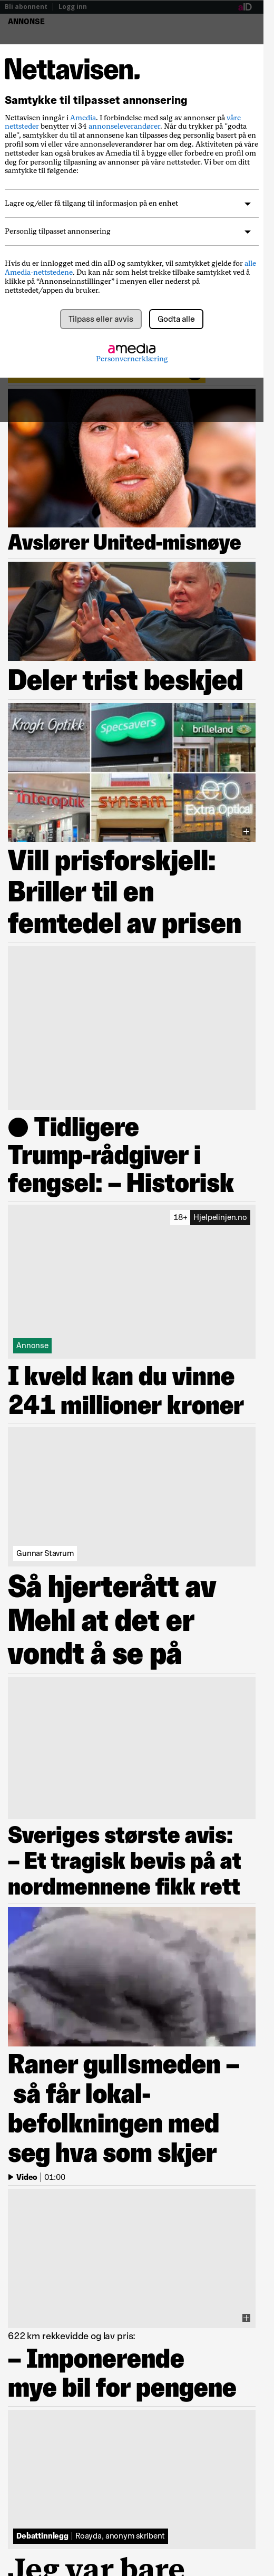 Bli abonnent | Logg inn
aID
ANNONSE
Nettavisen.
Samtykke til tilpasset annonsering
Nettavisen inngår i Amedia. I forbindelse med salg av annonser på våre
nettsteder benytter vi 34 annonseleverandører. Når du trykker på "godta
alle", samtykker du til at annonsene kan tilpasses deg personlig basert på en
profil som vi eller våre annonseleverandører har om deg. Aktiviteten på våre
nettsteder kan også brukes av Amedia til å bygge eller forbedre en profil om
deg for personlig tilpasning av annonser på våre nettsteder. Vi ber om ditt
samtykke til følgende:
Lagre og/eller få tilgang til informasjon på en enhet
Personlig tilpasset annonsering
Hvis du er innlogget med din aID og samtykker, vil samtykket gjelde for alle
Amedia-nettstedene. Du kan når som helst trekke tilbake samtykket ved å
klikke på “Annonseinnstillinger” i menyen eller nederst på
nettstedet/appen du bruker.
Tilpass eller avvis
Godta alle
amedia
Personvernerklæring
Avslører United-misnøye
Deler trist beskjed
Krogh Optikk
Specsavers
brilleland
interoptik
SYNSAM
Extra Optical
Vill prisforskjell:
Briller til en
femtedel av prisen
● Tidligere
Trump-rådgiver i
fengsel: – Historisk
18+ Hjelpelinjen.no
Annonse
I kveld kan du vinne
241 millioner kroner
Gunnar Stavrum
Så hjerterått av
Mehl at det er
vondt å se på
Sveriges største avis:
– Et tragisk bevis på at
nordmennene fikk rett
Raner gullsmeden –
så får lokal-
befolkningen med
seg hva som skjer
Video | 01:00
622 km rekkevidde og lav pris:
– Imponerende
mye bil for pengene
Debattinnlegg | Roayda, anonym skribent
Jeg var bare